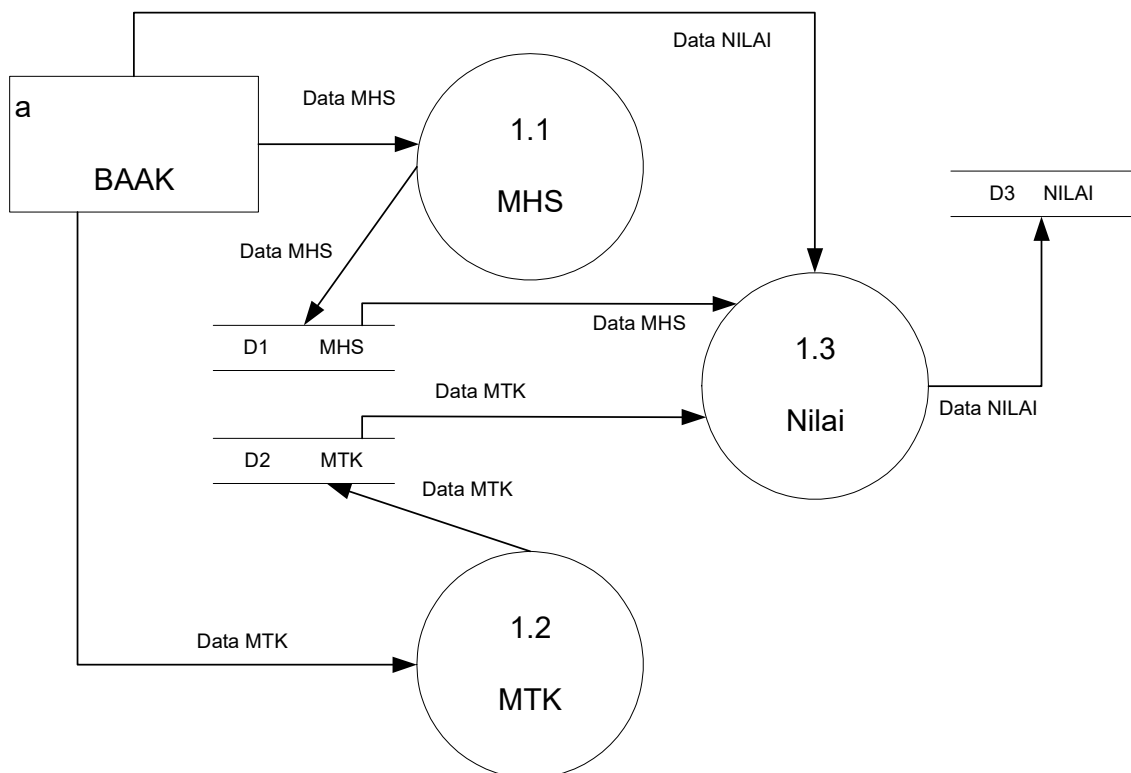 Data NILAI
a
BAAK
Data MHS
1.1
MHS
D3 NILAI
Data MHS
Data MHS
D1 MHS
1.3
Nilai
Data MTK
Data NILAI
D2 MTK
Data MTK
1.2
MTK
Data MTK